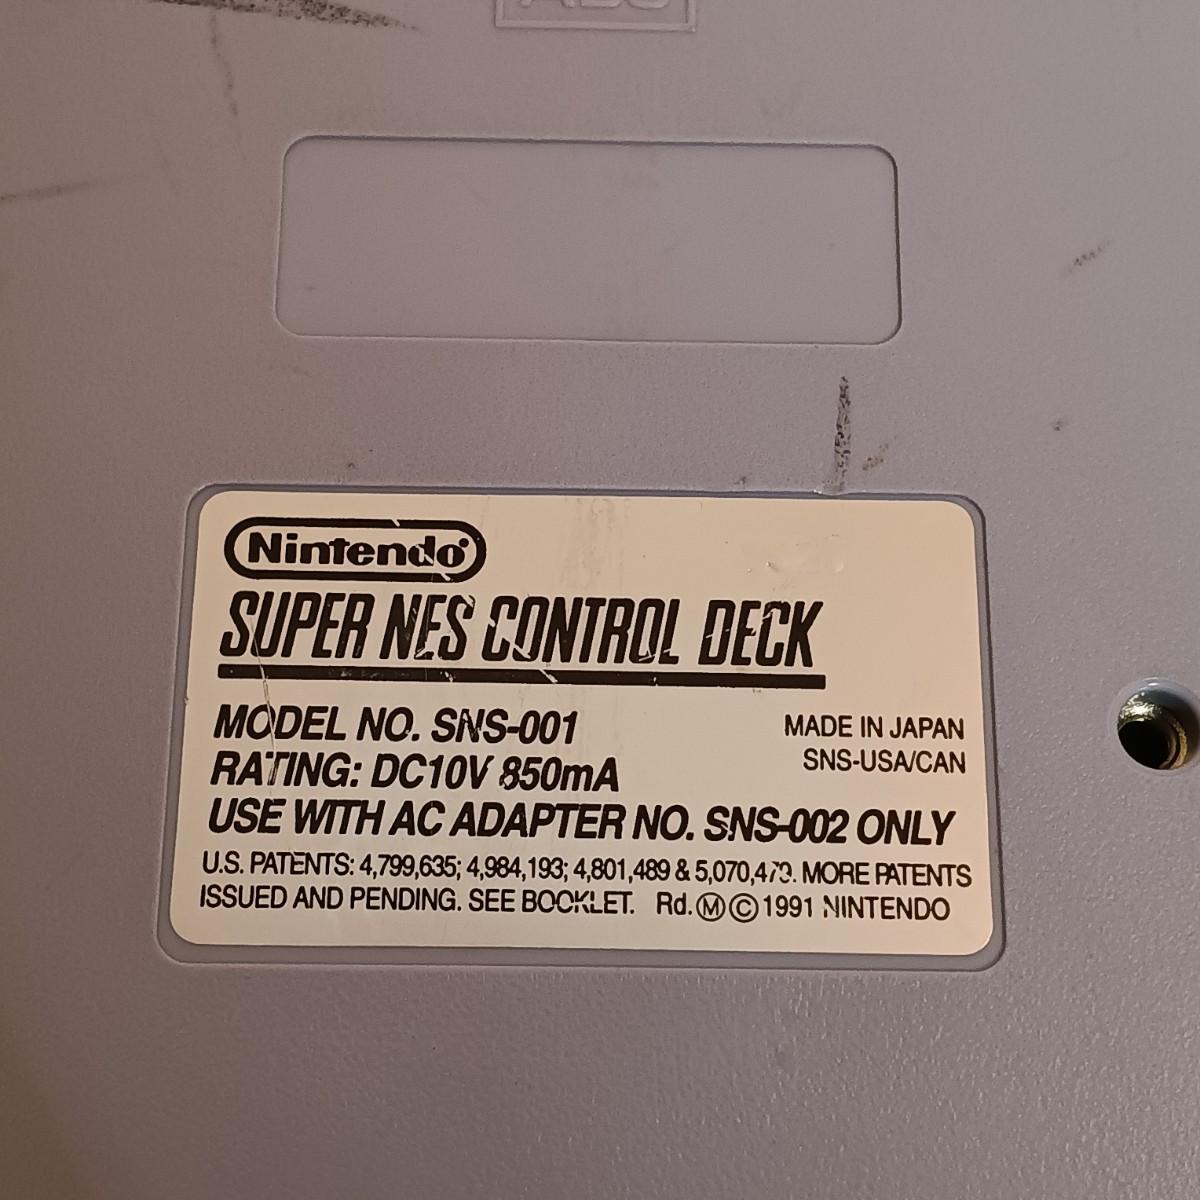 Nintendo
SUPER NES CONTROL DECK
MODEL NO. SNS-001
MADE IN JAPAN
RATING: DC10V 850mA
SNS-USA/CAN
USE WITH AC ADAPTER NO. SNS-002 ONLY
U.S. PATENTS: 4,799,635; 4,984,193; 4,801,489 & MORE PATENTS
ISSUED AND PENDING. SEE BOOKLET. Rd. Ⓜ © 1991 NINTENDO